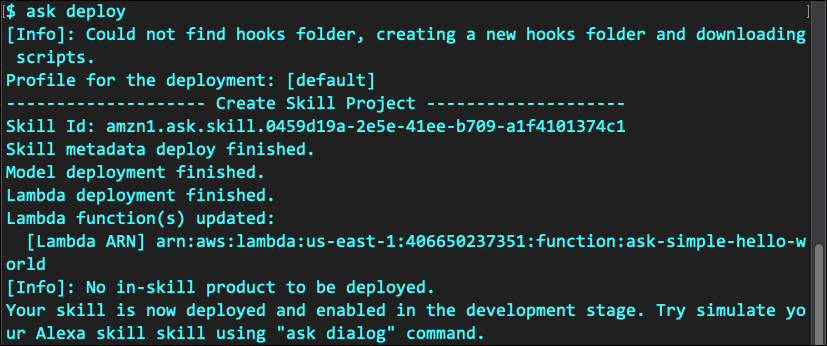 $ ask deploy
[Info]: Could not find hooks folder, creating a new hooks folder and downloading
 scripts.
Profile for the deployment: [default]
-------------------- Create Skill Project --------------------
Skill Id: amzn1.ask.skill.0459d19a-2e5e-41ee-b709-a1f4101374c1
Skill metadata deploy finished.
Model deployment finished.
Lambda deployment finished.
Lambda function(s) updated:
  [Lambda ARN] arn:aws:lambda:us-east-1:406650237351:function:ask-simple-hello-w
orld
[Info]: No in-skill product to be deployed.
Your skill is now deployed and enabled in the development stage. Try simulate yo
ur Alexa skill skill using "ask dialog" command.